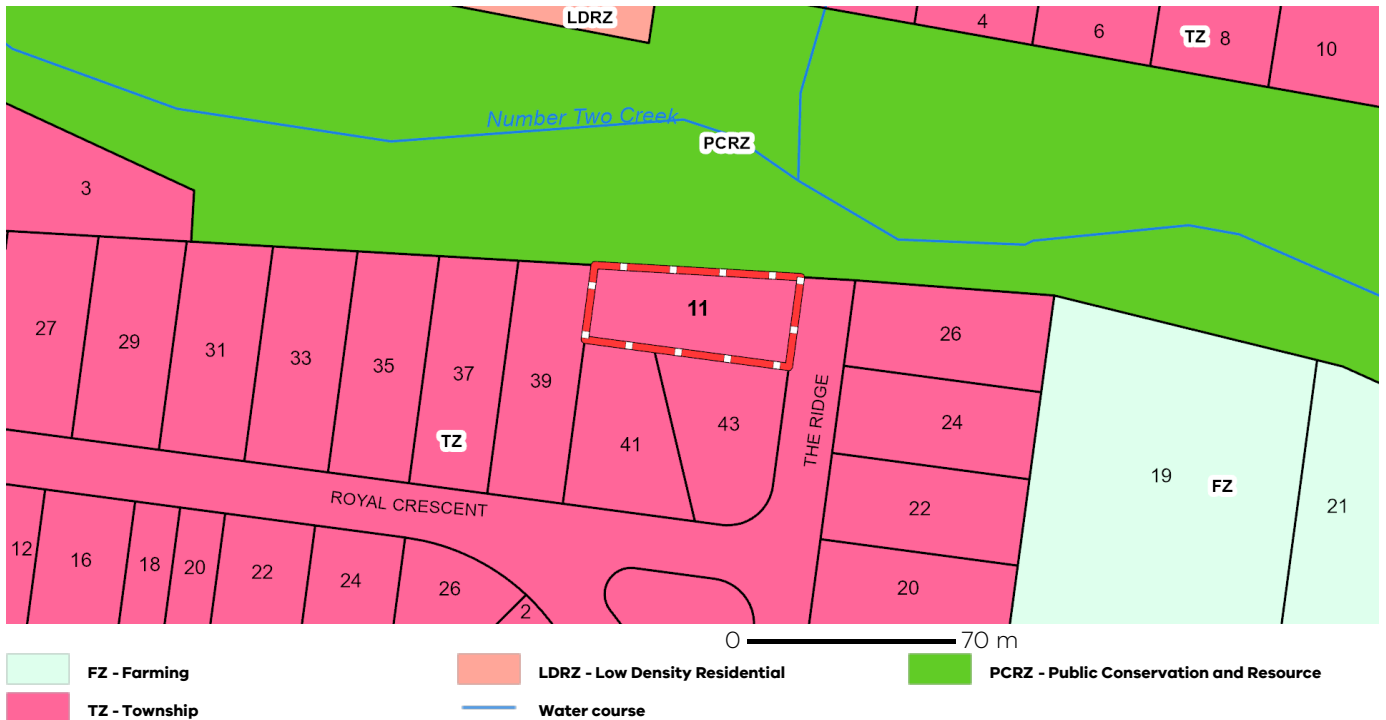 LDRZ
4
6
TZ
8
10
Number Two Creek
PCRZ
3
11
27
29
31
33
35
37
39
26
41
43
24
THE RIDGE
TZ
19
FZ
21
ROYAL CRESCENT
22
12
16
18
20
22
24
26
2
20
0
70 m
FZ - Farming
LDRZ - Low Density Residential
PCRZ - Public Conservation and Resource
TZ - Township
Water course